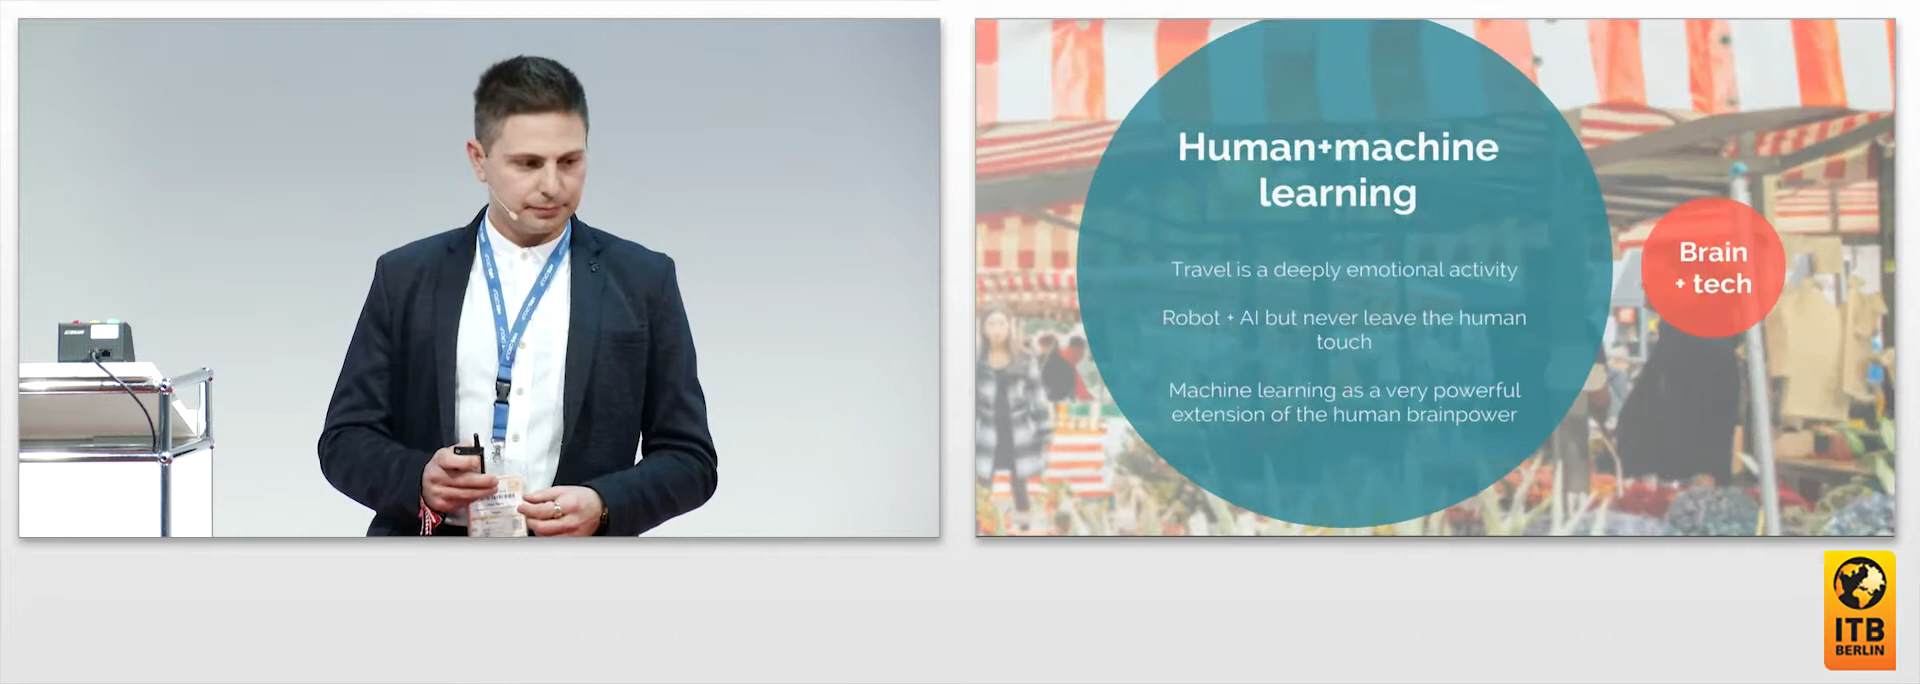 Human+machine
learning
Travel is a deeply emotional activity
Robot + AI but never leave the human
touch
Machine learning as a very powerful
extension of the human brainpower
Brain
+ tech
ITB
BERLIN